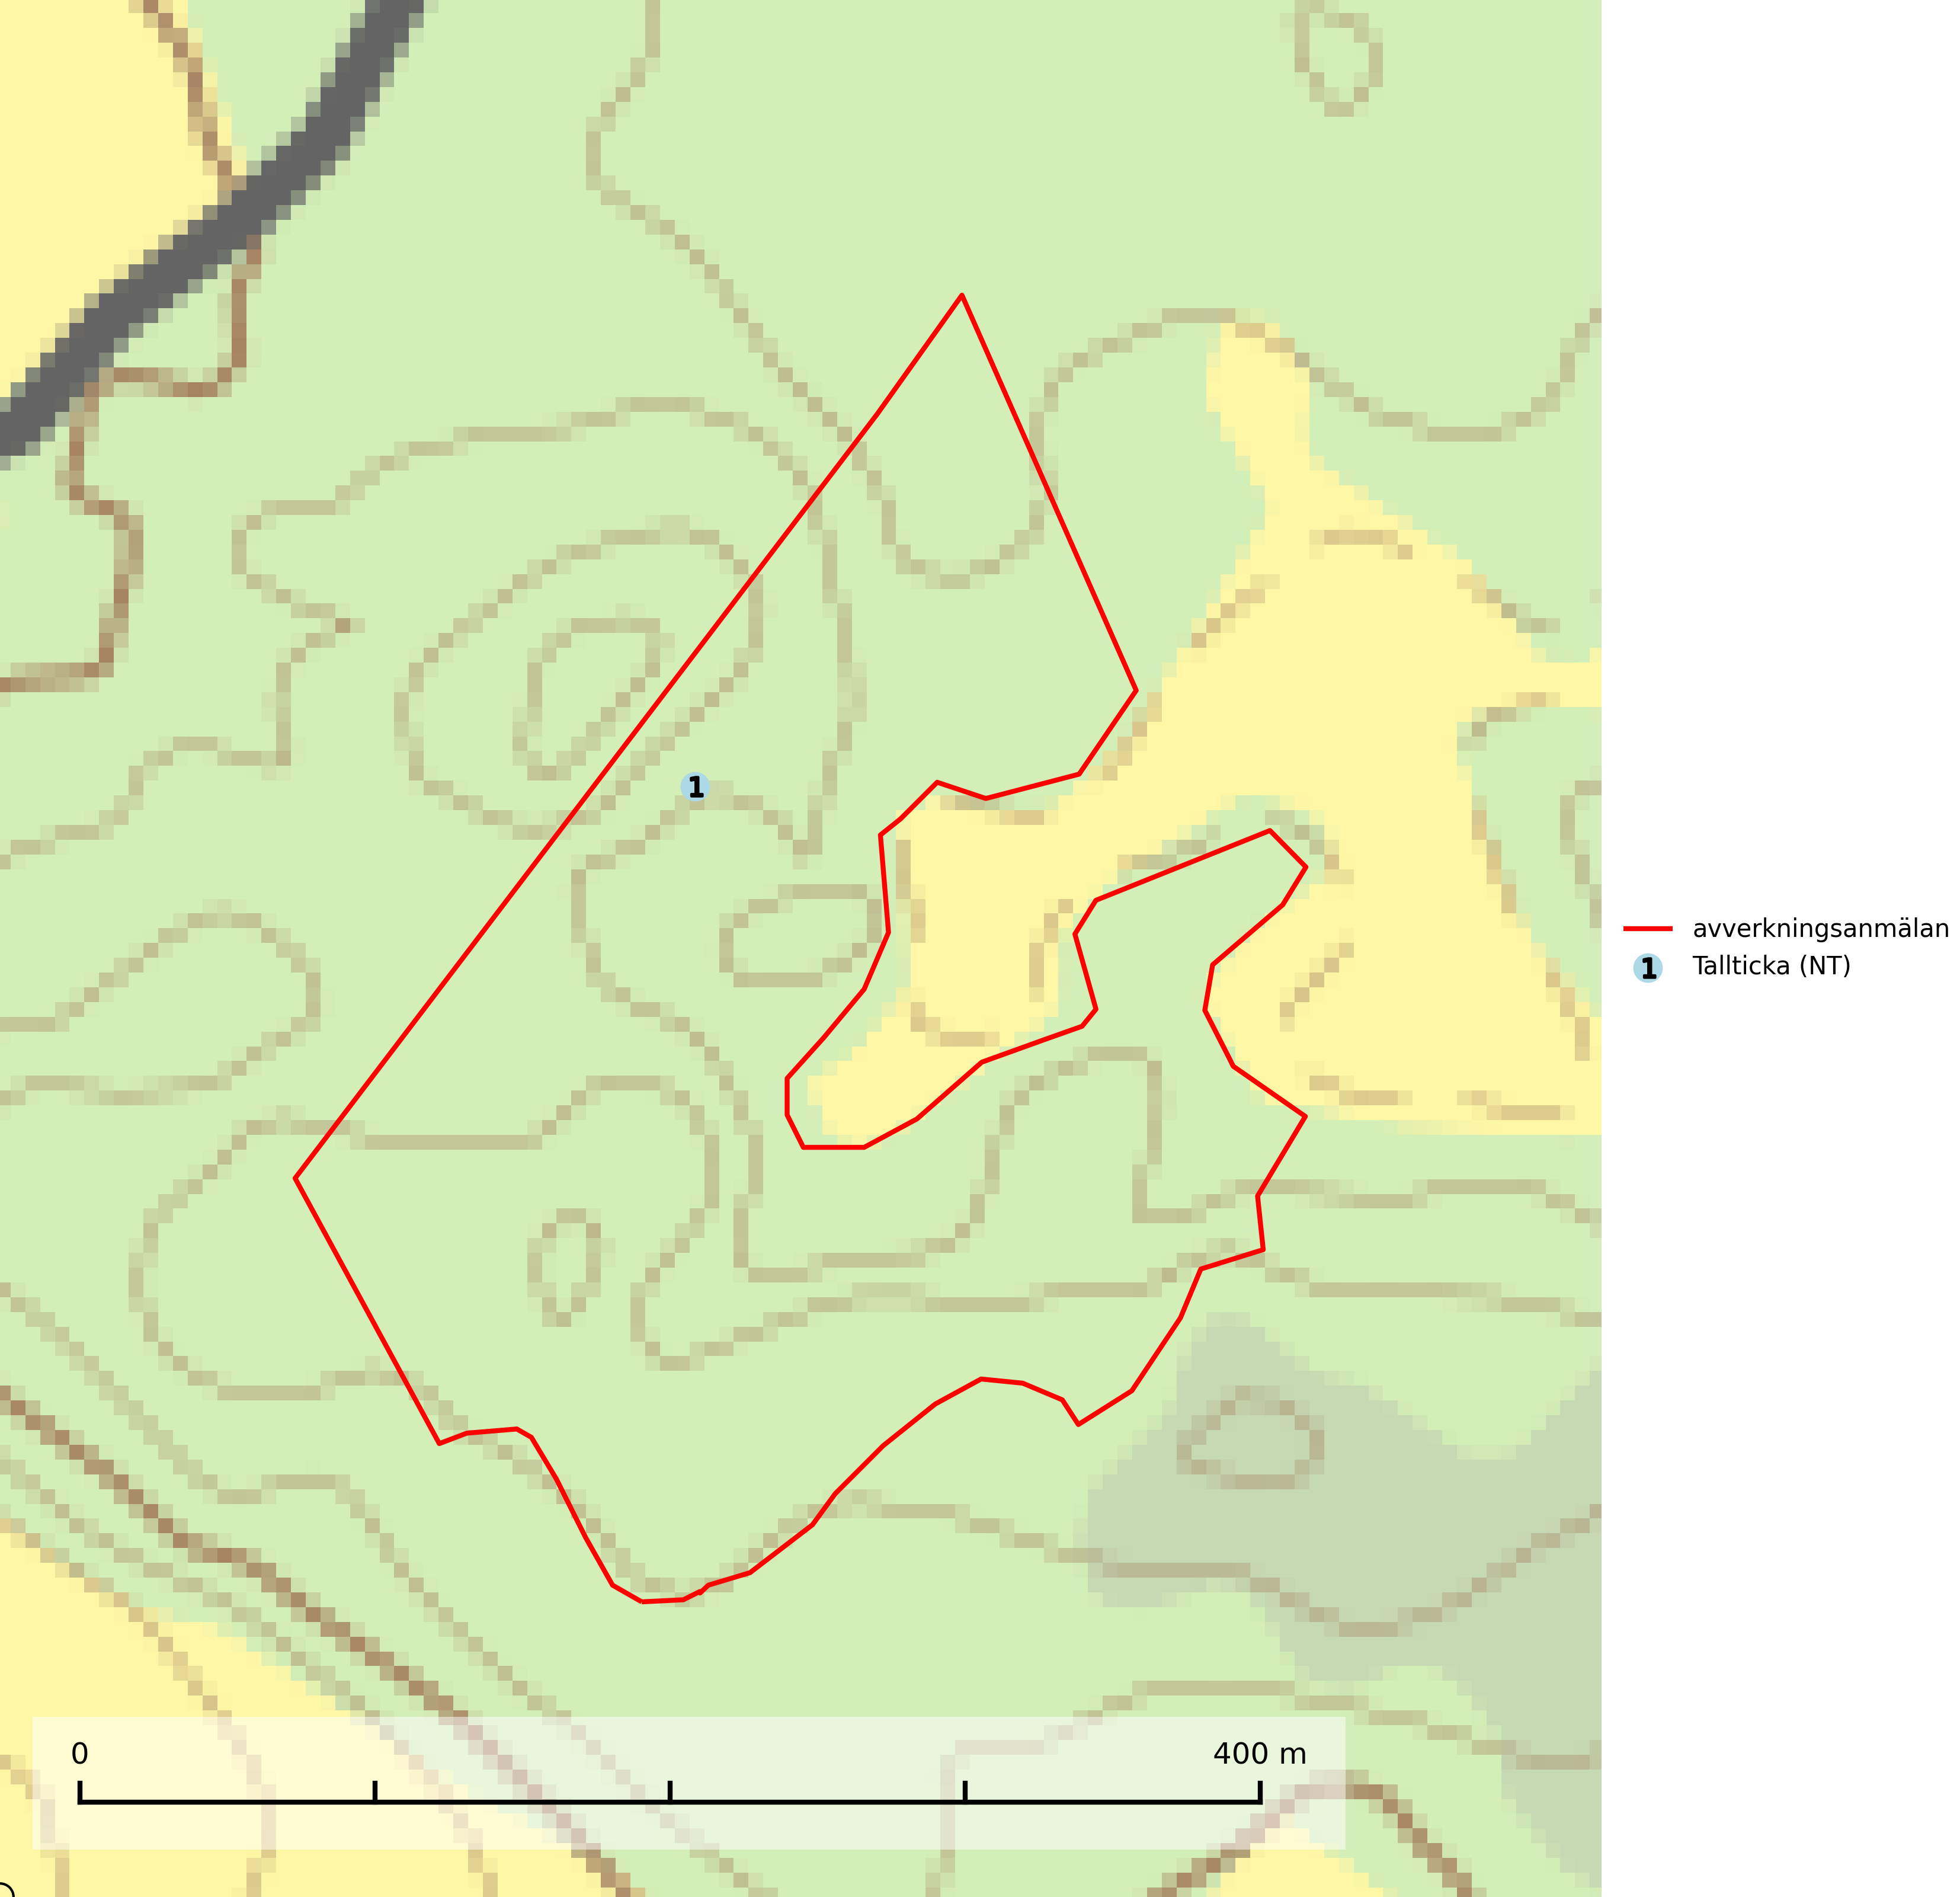 1
avverkningsanmälan
1 Tallticka (NT)
0 400 m